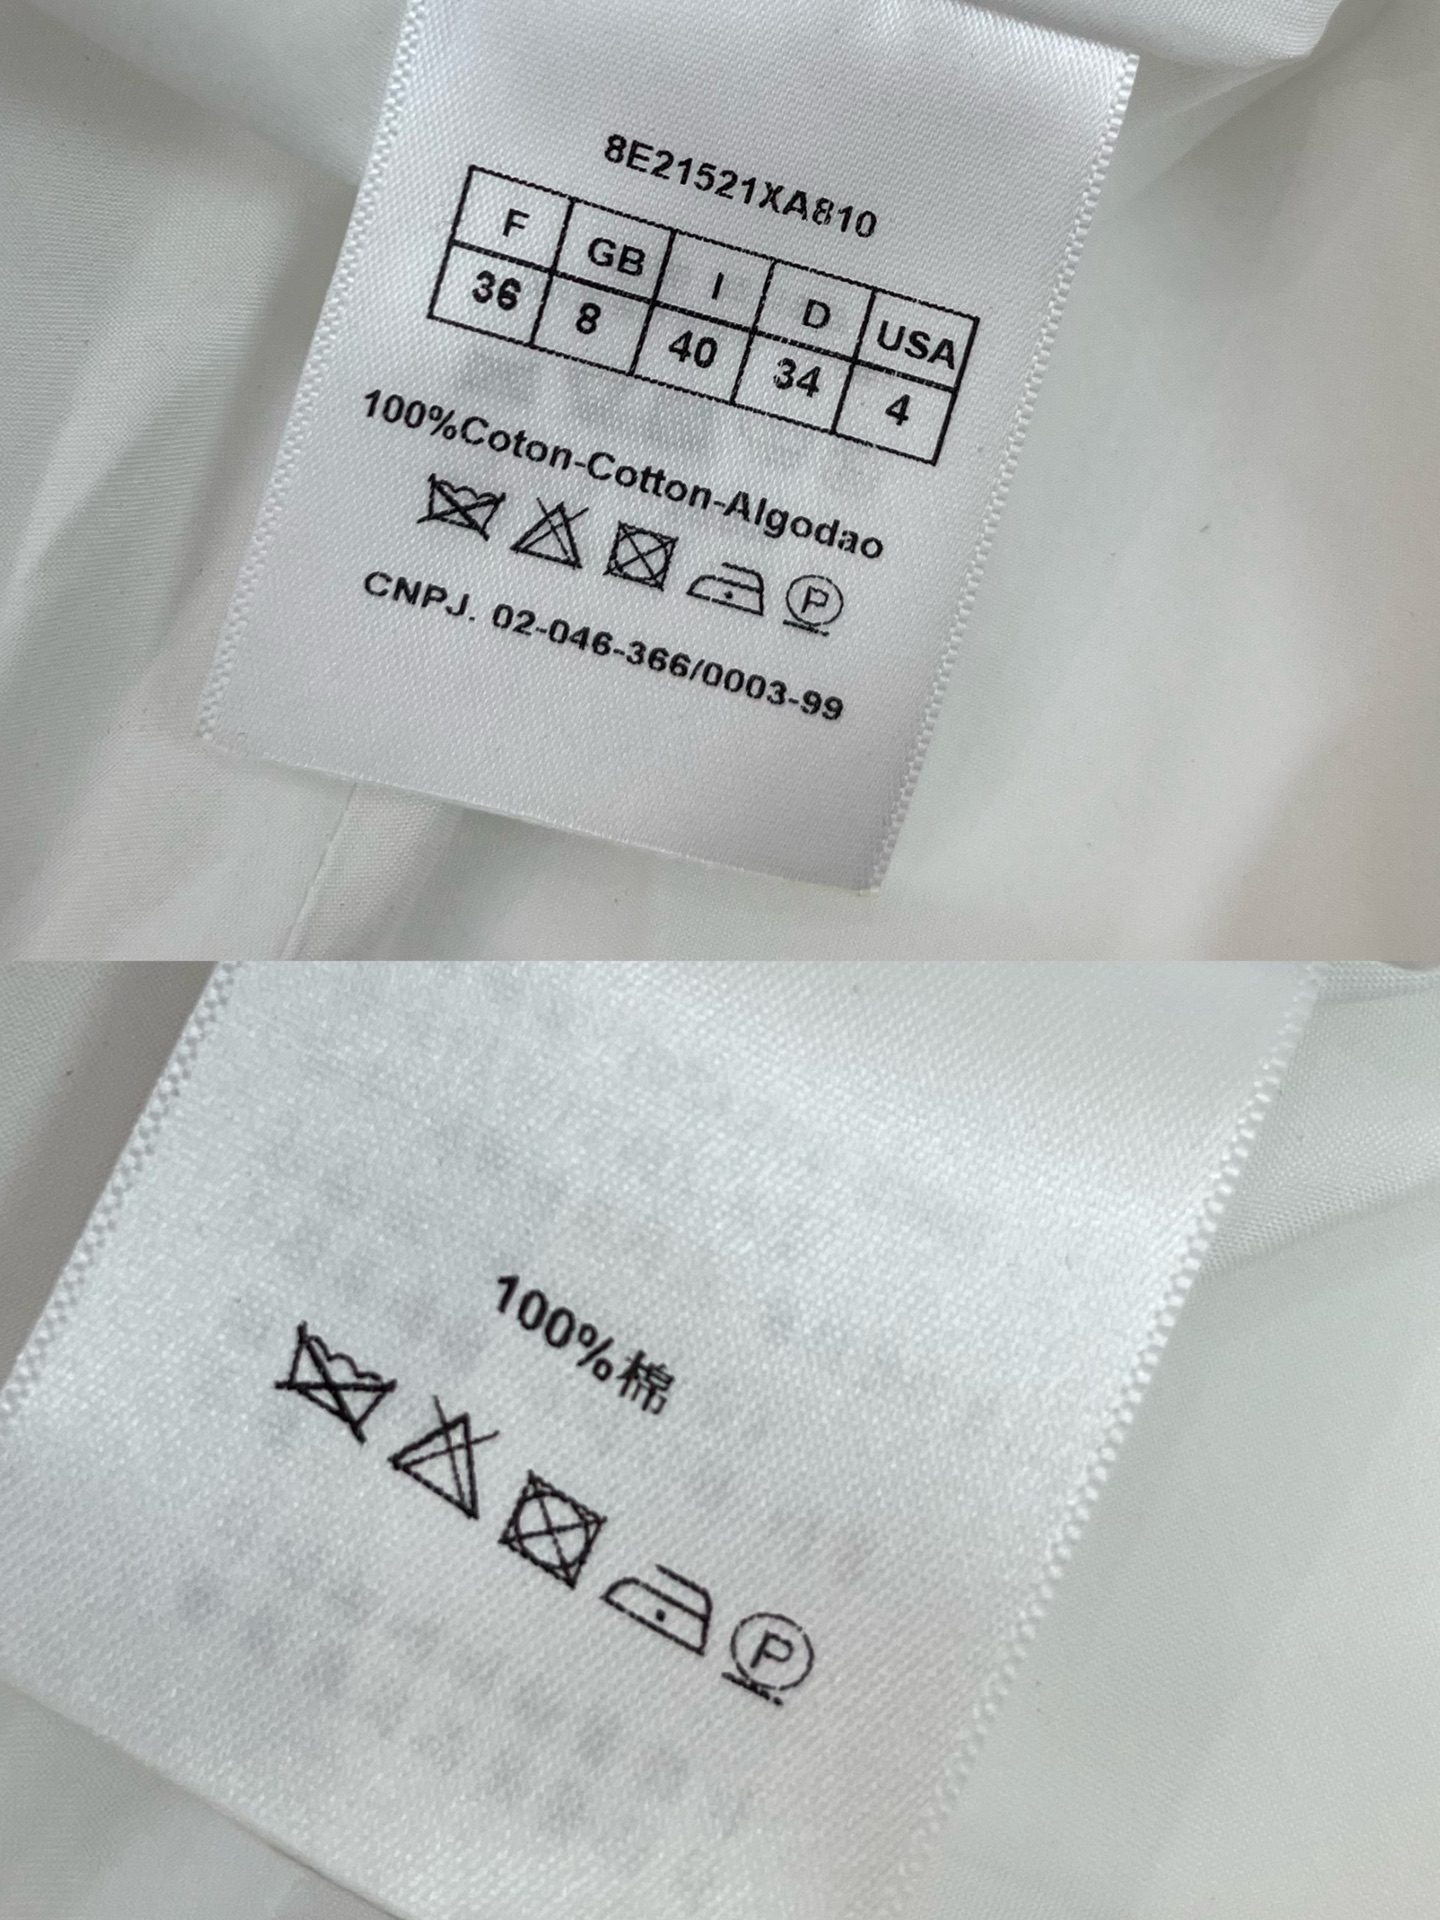 8E21521XA810
F GB I D USA
36 8 40 34 4
100%Coton-Cotton-Algodao
P
CNPJ. 02-046-366/0003-99
100%棉
P